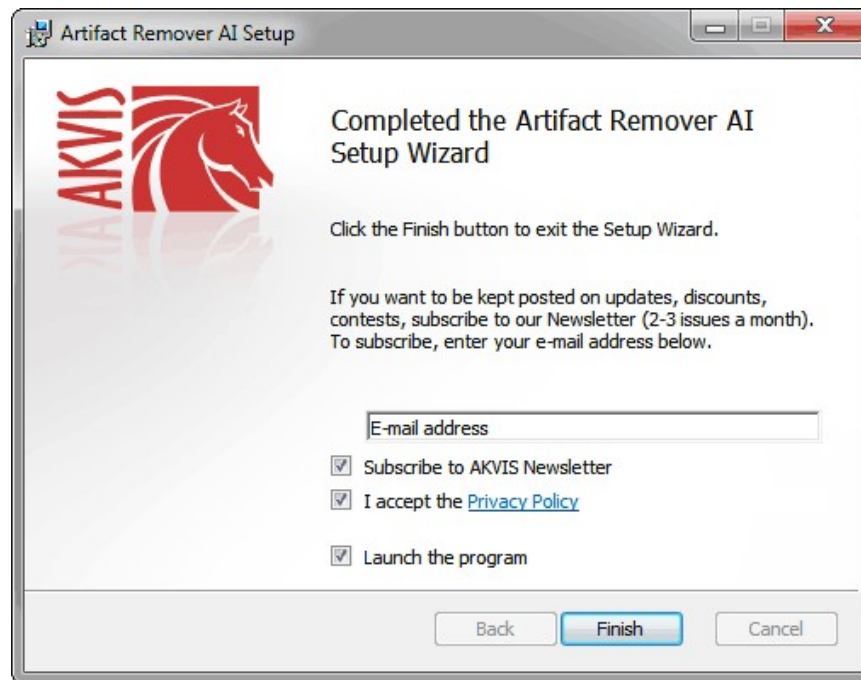 Artifact Remover AI Setup
AKVIS
Completed the Artifact Remover AI
Setup Wizard
Click the Finish button to exit the Setup Wizard.
If you want to be kept posted on updates, discounts,
contests, subscribe to our Newsletter (2-3 issues a month).
To subscribe, enter your e-mail address below.
E-mail address
Subscribe to AKVIS Newsletter
I accept the Privacy Policy
Launch the program
Back Finish Cancel